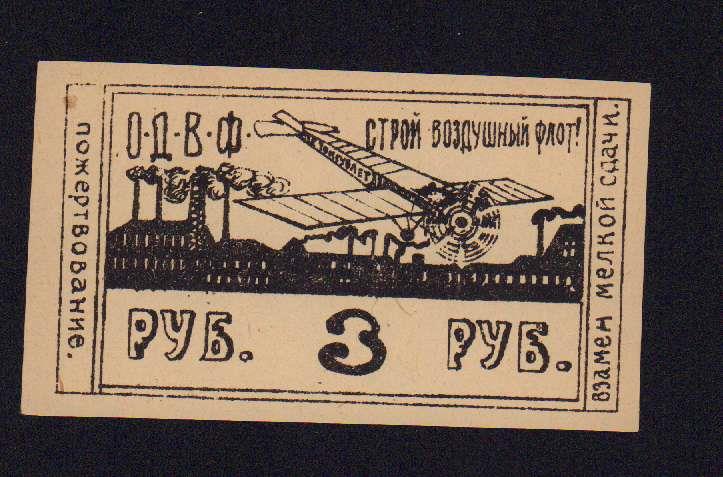 О·Д·В·Ф·
СТРОЙ ВОЗДУШНЫЙ ФЛОТ!
пожертвование.
взамен мелкой сдачи.
РУБ. 3 РУБ.